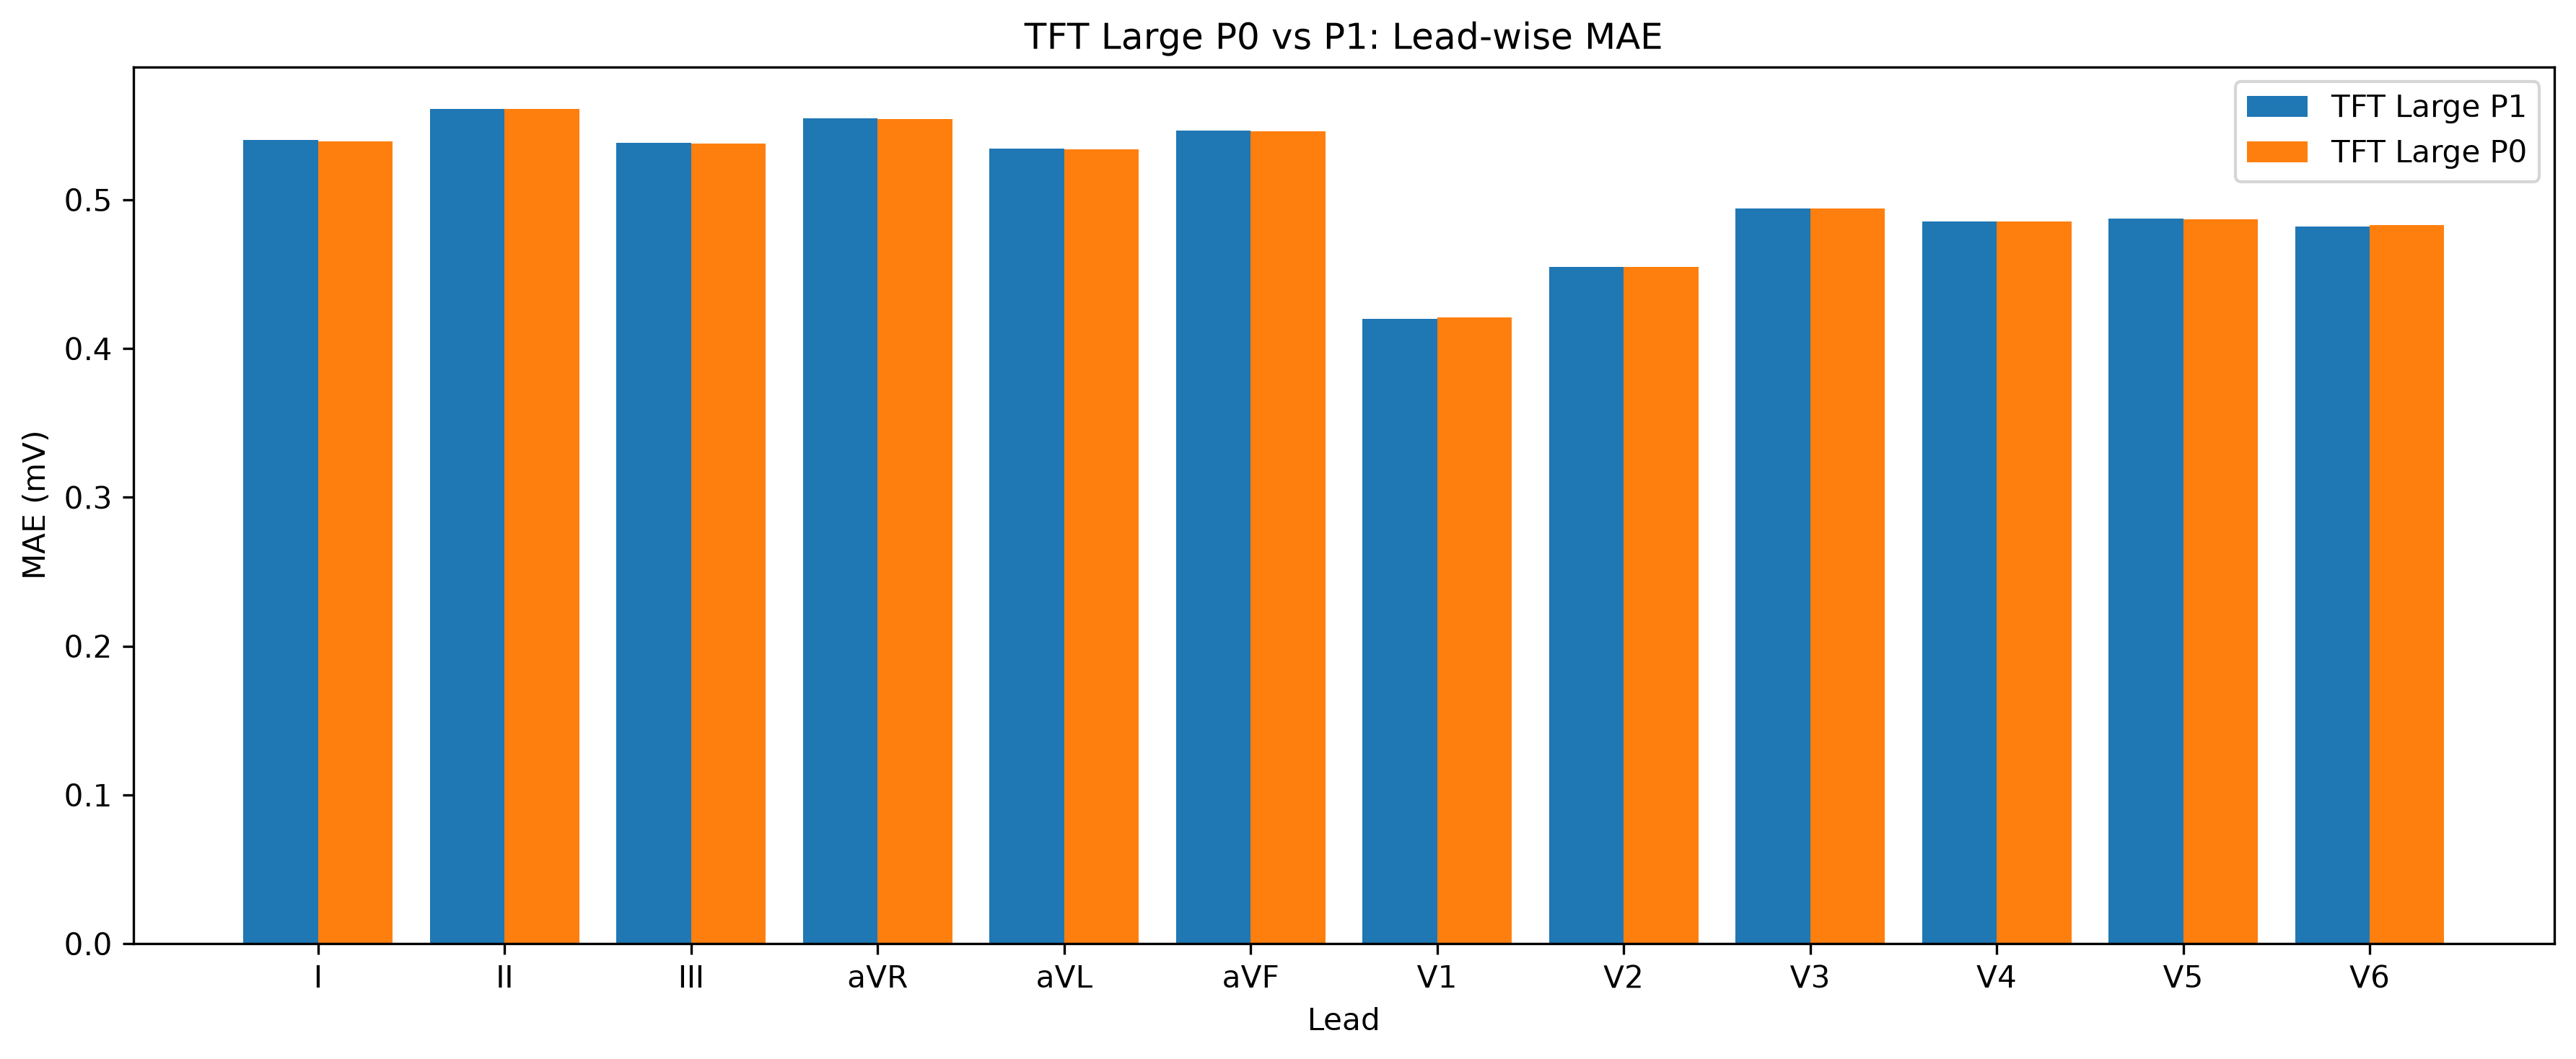 TFT Large P0 vs P1: Lead-wise MAE
TFT Large P1
TFT Large P0
MAE (mV)
0.5
0.4
0.3
0.2
0.1
0.0
I II III aVR aVL aVF V1 V2 V3 V4 V5 V6
Lead